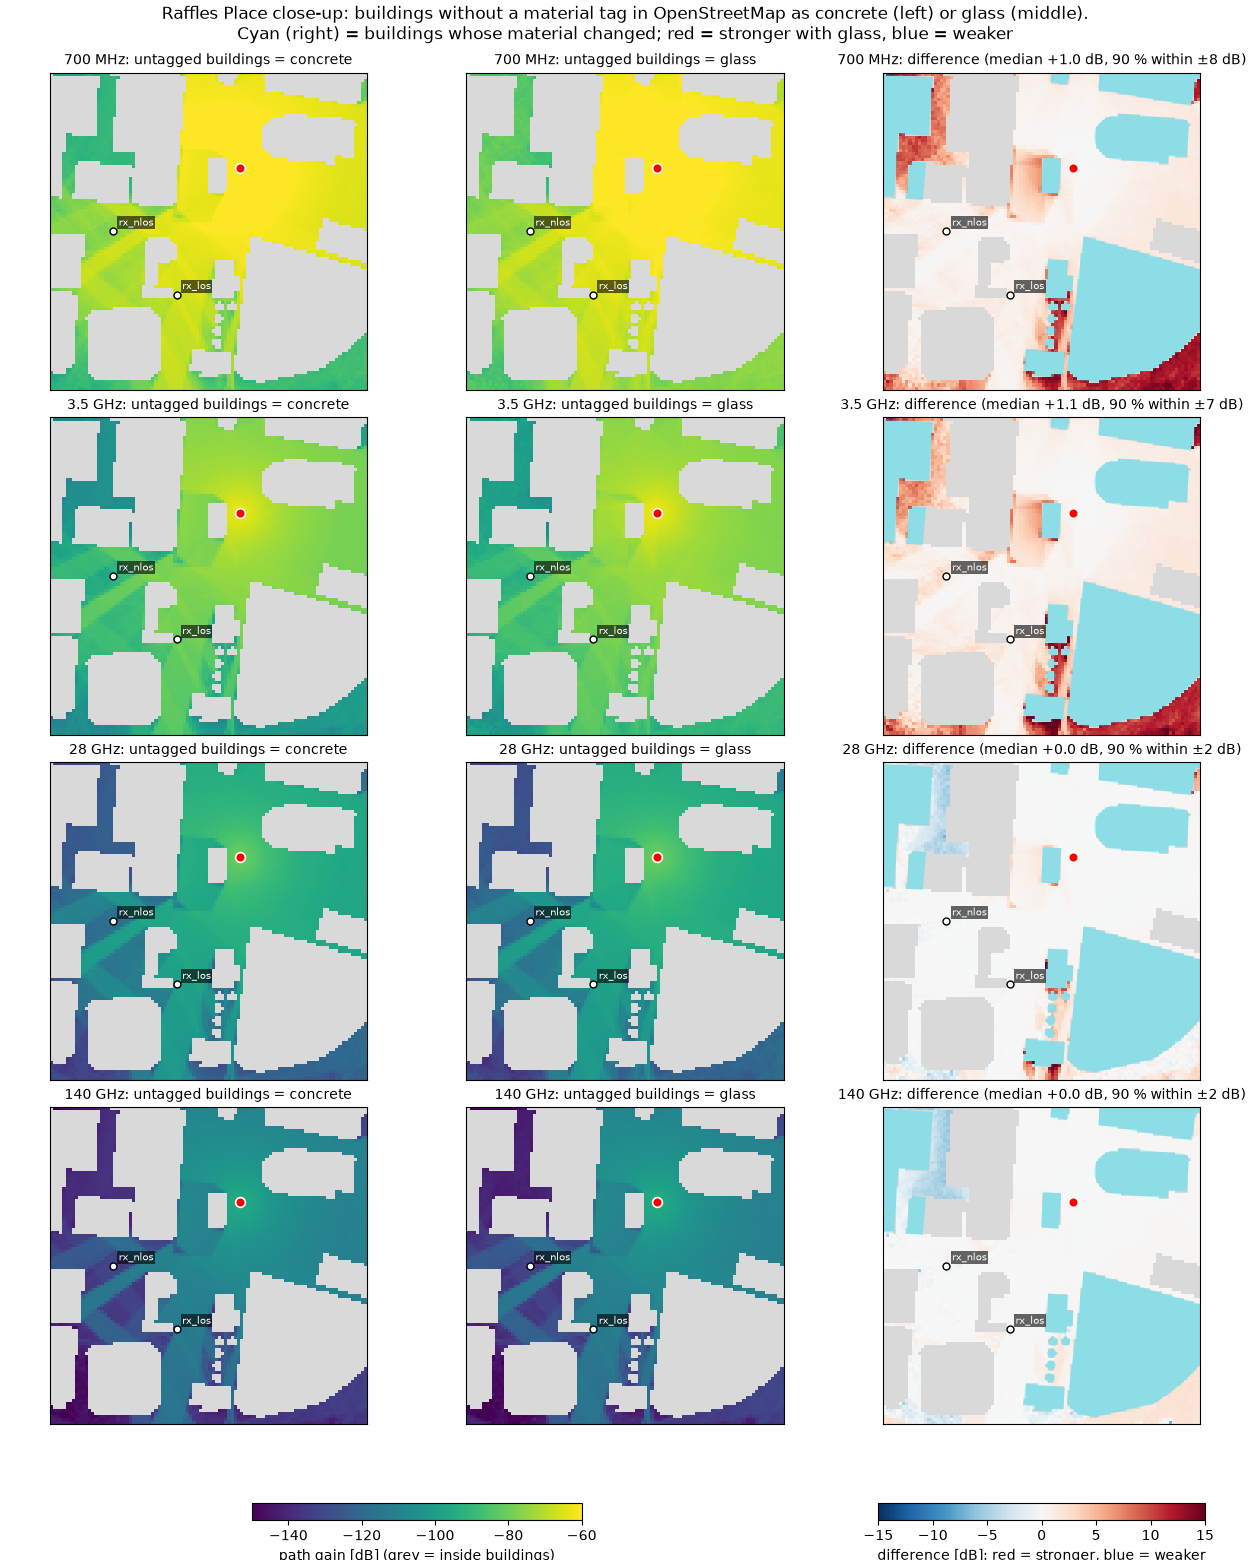 Raffles Place close-up: buildings without a material tag in OpenStreetMap as concrete (left) or glass (middle).
Cyan (right) = buildings whose material changed; red = stronger with glass, blue = weaker
700 MHz: untagged buildings = concrete
700 MHz: untagged buildings = glass
700 MHz: difference (median +1.0 dB, 90 % within ±8 dB)
rx_nlos
rx_los
rx_nlos
rx_los
rx_nlos
rx_los
3.5 GHz: untagged buildings = concrete
3.5 GHz: untagged buildings = glass
3.5 GHz: difference (median +1.1 dB, 90 % within ±7 dB)
rx_nlos
rx_los
rx_nlos
rx_los
rx_nlos
rx_los
28 GHz: untagged buildings = concrete
28 GHz: untagged buildings = glass
28 GHz: difference (median +0.0 dB, 90 % within ±2 dB)
rx_nlos
rx_los
rx_nlos
rx_los
rx_nlos
rx_los
140 GHz: untagged buildings = concrete
140 GHz: untagged buildings = glass
140 GHz: difference (median +0.0 dB, 90 % within ±2 dB)
rx_nlos
rx_los
rx_nlos
rx_los
rx_nlos
rx_los
−140 −120 −100 −80 −60
path gain [dB] (grey = inside buildings)
−15 −10 −5 0 5 10 15
difference [dB]: red = stronger, blue = weaker